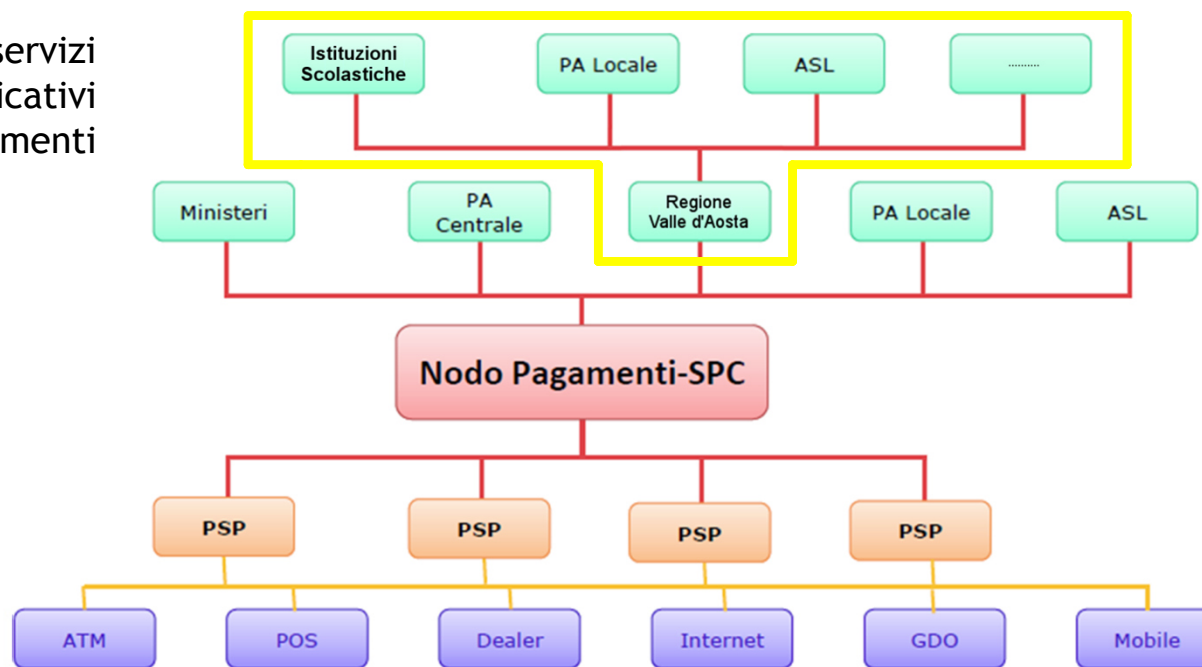 servizi
icativi
menti
Istituzioni
Scolastiche
PA Locale
ASL
..........
Ministeri
PA
Centrale
Regione
Valle d'Aosta
PA Locale
ASL
Nodo Pagamenti-SPC
PSP
PSP
PSP
PSP
ATM
POS
Dealer
Internet
GDO
Mobile